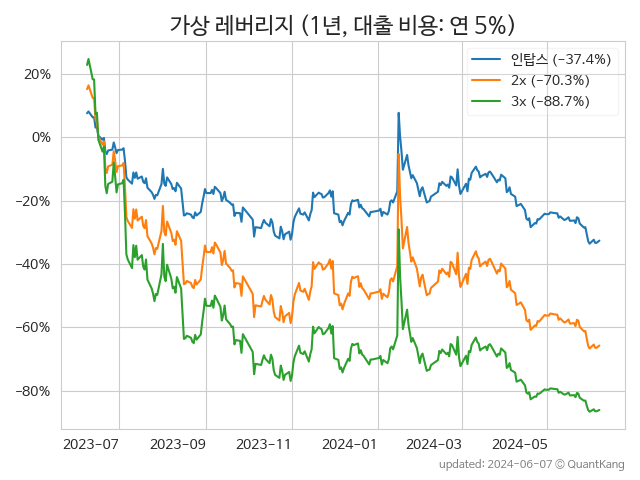 가상 레버리지 (1년, 대출 비용: 연 5%)
인탑스 (−37.4%)
2x (−70.3%)
3x (−88.7%)
20%
0%
−20%
−40%
−60%
−80%
2023-07
2023-09
2023-11
2024-01
2024-03
2024-05
updated: 2024-06-07 © QuantKang